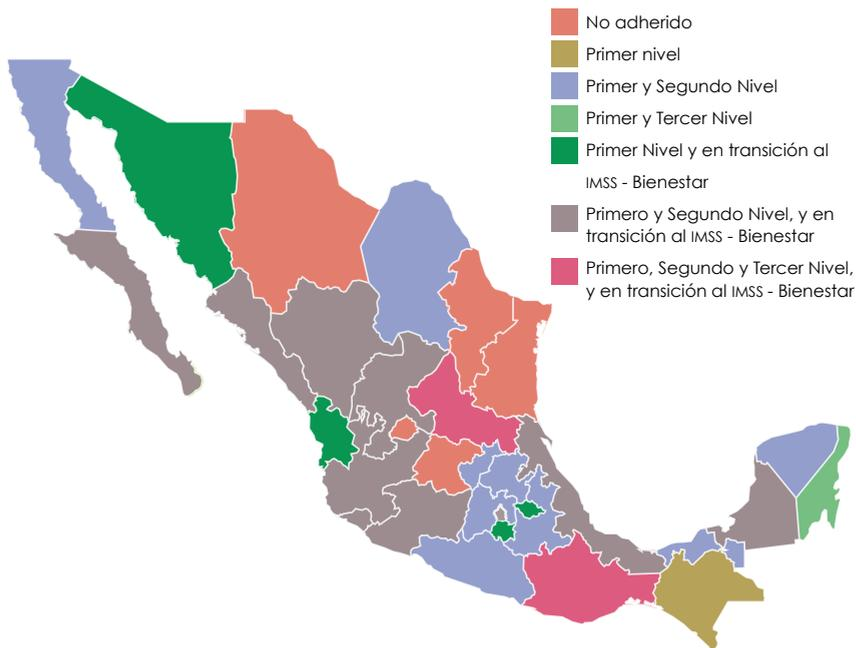 No adherido
Primer nivel
Primer y Segundo Nivel
Primer y Tercer Nivel
Primer Nivel y en transición al
IMSS - Bienestar
Primero y Segundo Nivel, y en
transición al IMSS - Bienestar
Primero, Segundo y Tercer Nivel,
y en transición al IMSS - Bienestar